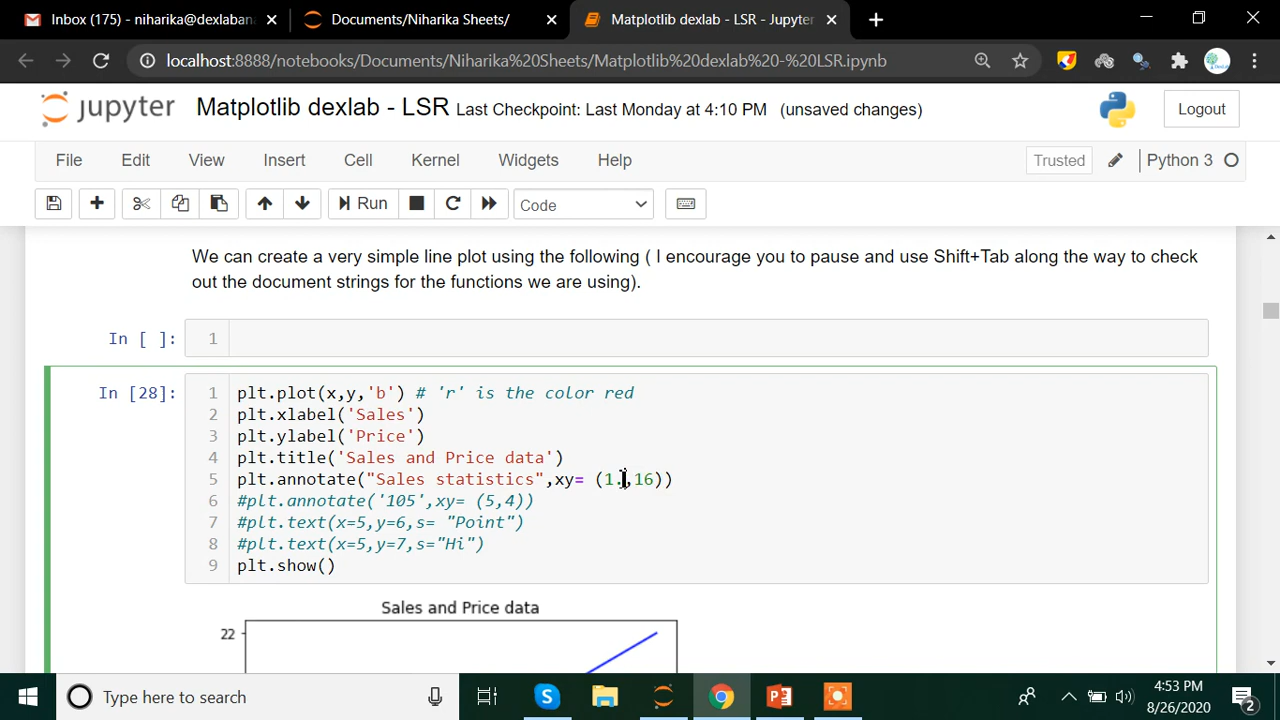 Inbox (175) - niharika@dexlabana
Documents/Niharika Sheets/
Matplotlib dexlab - LSR - Jupyter
localhost:8888/notebooks/Documents/Niharika%20Sheets/Matplotlib%20dexlab%20-%20LSR.ipynb
jupyter Matplotlib dexlab - LSR Last Checkpoint: Last Monday at 4:10 PM (unsaved changes)
Logout
File Edit View Insert Cell Kernel Widgets Help
Trusted Python 3
Run Code
We can create a very simple line plot using the following ( I encourage you to pause and use Shift+Tab along the way to check
out the document strings for the functions we are using).
In [ ]: 1
In [28]: 1 plt.plot(x,y,'b') # 'r' is the color red
2 plt.xlabel('Sales')
3 plt.ylabel('Price')
4 plt.title('Sales and Price data')
5 plt.annotate("Sales statistics",xy= (1.,16))
6 #plt.annotate('105',xy= (5,4))
7 #plt.text(x=5,y=6,s= "Point")
8 #plt.text(x=5,y=7,s="Hi")
9 plt.show()
Sales and Price data
22
Type here to search
4:53 PM
8/26/2020
2